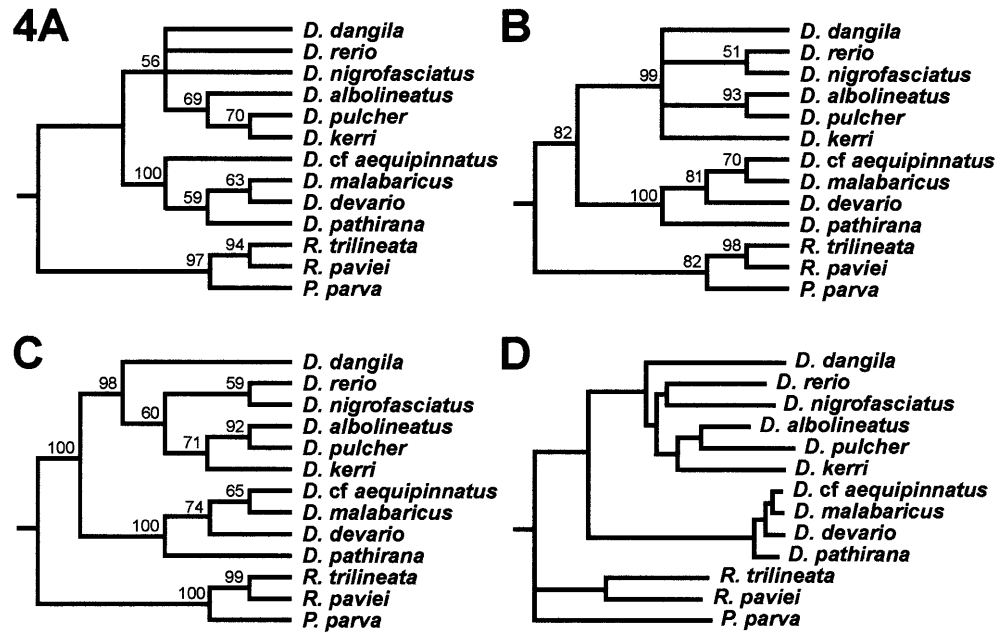 4A
56
69
70
100
63
59
94
97
D. dangila
D. rerio
D. nigrofasciatus
D. albolineatus
D. pulcher
D. kerri
D. cf aequipinnatus
D. malabaricus
D. devario
D. pathirana
R. trilineata
R. paviei
P. parva
B
99
51
93
82
70
81
100
98
82
D. dangila
D. rerio
D. nigrofasciatus
D. albolineatus
D. pulcher
D. kerri
D. cf aequipinnatus
D. malabaricus
D. devario
D. pathirana
R. trilineata
R. paviei
P. parva
C
98
59
60
92
71
100
65
74
100
99
100
D. dangila
D. rerio
D. nigrofasciatus
D. albolineatus
D. pulcher
D. kerri
D. cf aequipinnatus
D. malabaricus
D. devario
D. pathirana
R. trilineata
R. paviei
P. parva
D
D. dangila
D. rerio
D. nigrofasciatus
D. albolineatus
D. pulcher
D. kerri
D. cf aequipinnatus
D. malabaricus
D. devario
D. pathirana
R. trilineata
R. paviei
P. parva